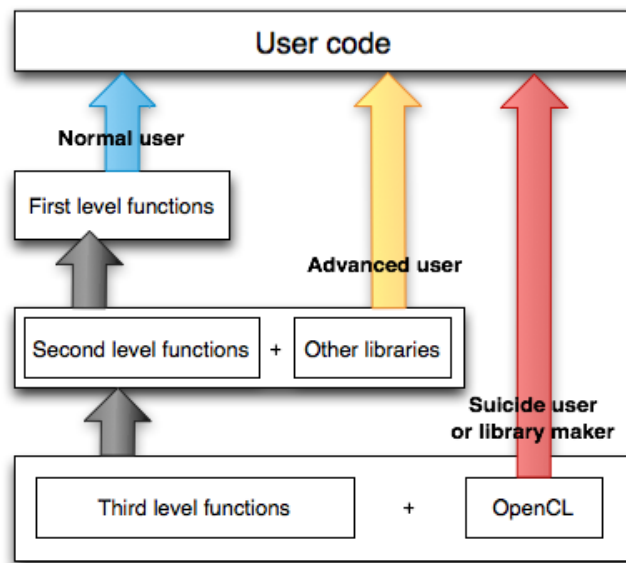 User code
Normal user
First level functions
Advanced user
Second level functions + Other libraries
Suicide user
or library maker
Third level functions + OpenCL